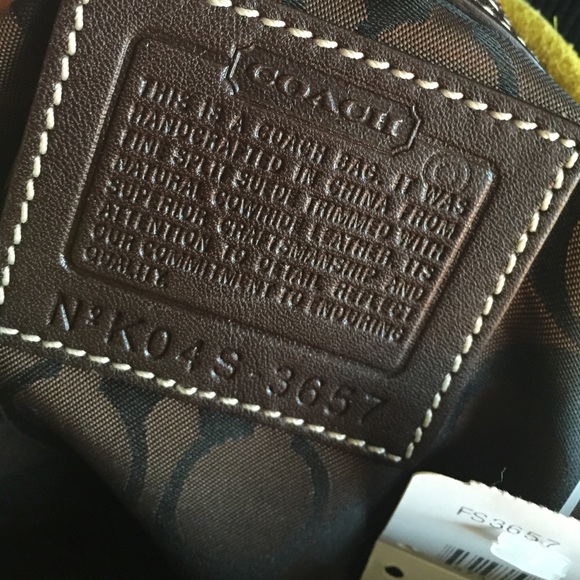 COACH
THIS IS A COACH BAG. IT WAS
HANDCRAFTED IN CHINA FROM
FINE SPLIT SUEDE TRIMMED WITH
NATURAL COWHIDE LEATHER. ITS
SUPERIOR CRAFTSMANSHIP AND
ATTENTION TO DETAIL REFLECT
OUR COMMITMENT TO ENDURING
QUALITY.
Nº K04S-3657
FS3657